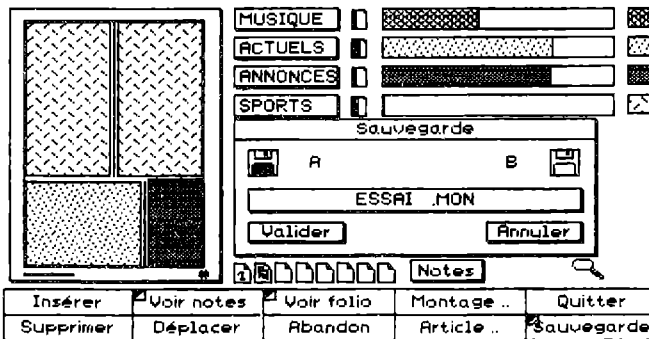 MUSIQUE
ACTUELS
ANNONCES
SPORTS
Sauvegarde
A B
ESSAI .MON
Valider Annuler
1 Notes
Insérer Voir notes Voir folio Montage .. Quitter
Supprimer Déplacer Abandon Article .. Sauvegarde